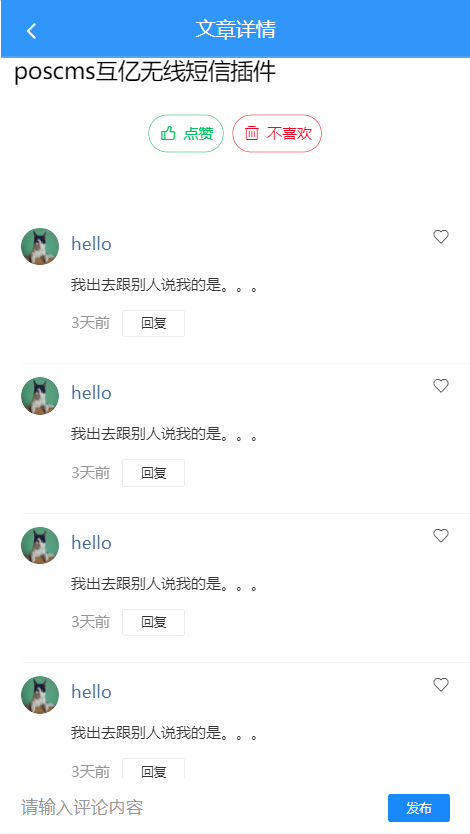 文章详情
poscms互亿无线短信插件
点赞 不喜欢
hello
我出去跟别人说我的是。。。
3天前 回复
hello
我出去跟别人说我的是。。。
3天前 回复
hello
我出去跟别人说我的是。。。
3天前 回复
hello
我出去跟别人说我的是。。。
3天前 回复
请输入评论内容 发布